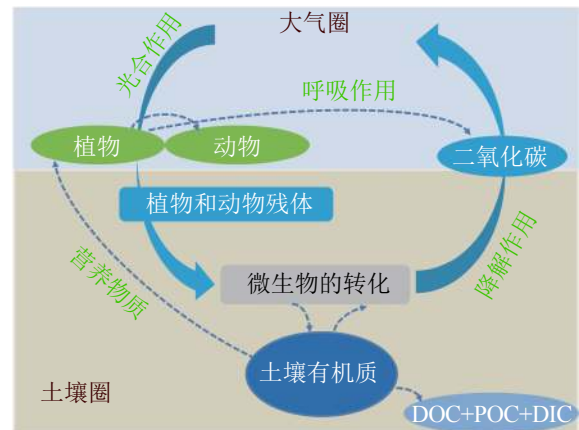 大气圈
光合作用
呼吸作用
植物
动物
二氧化碳
植物和动物残体
微生物的转化
降解作用
营养物质
土壤有机质
土壤圈
DOC+POC+DIC